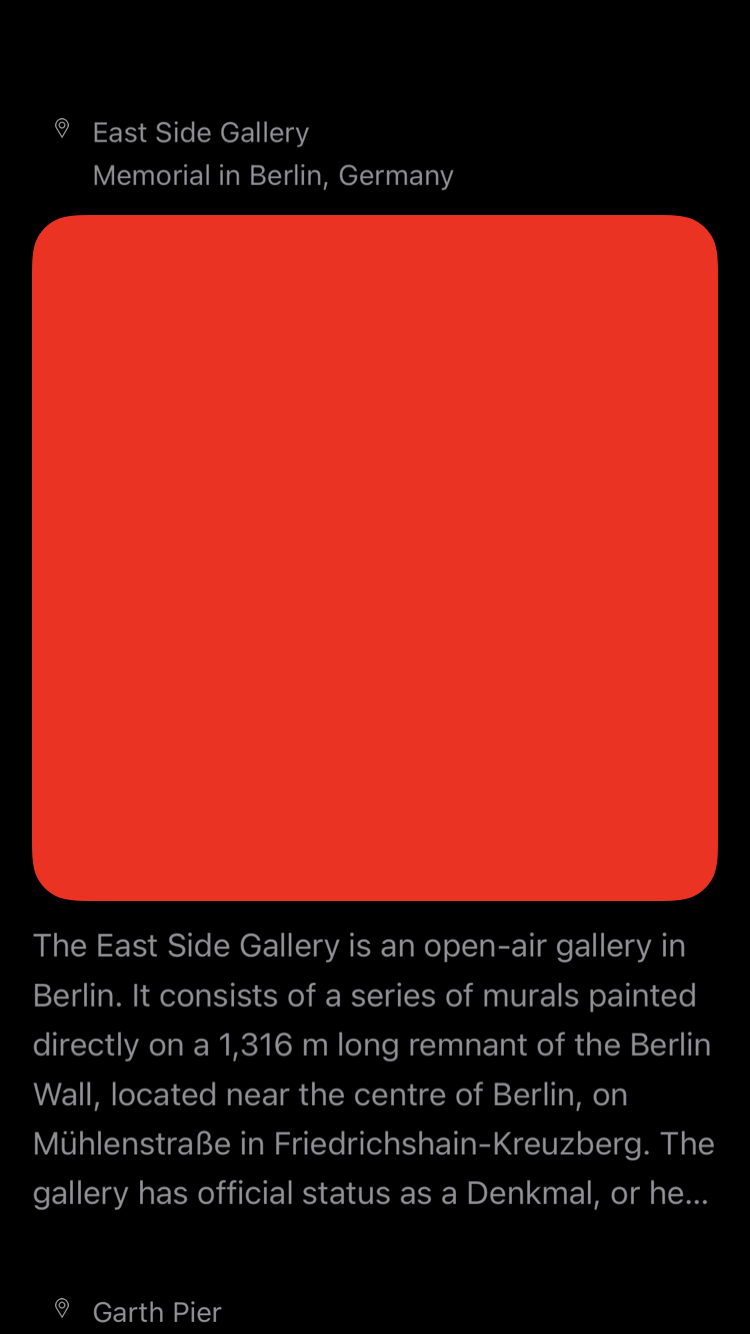 East Side Gallery
Memorial in Berlin, Germany
The East Side Gallery is an open-air gallery in
Berlin. It consists of a series of murals painted
directly on a 1,316 m long remnant of the Berlin
Wall, located near the centre of Berlin, on
Mühlenstraße in Friedrichshain-Kreuzberg. The
gallery has official status as a Denkmal, or he...
Garth Pier